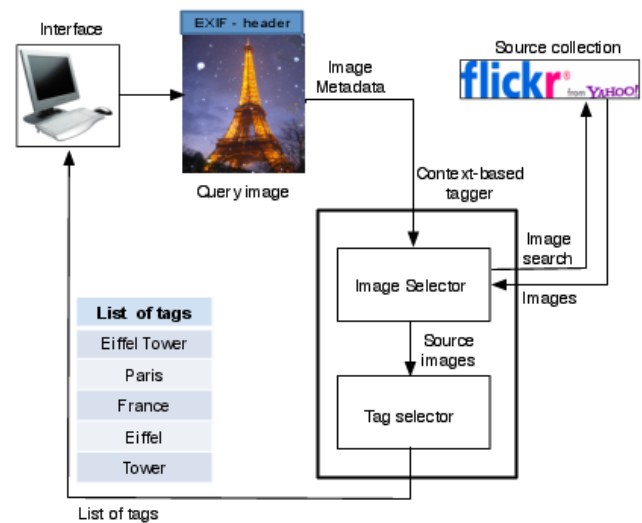 Interface
EXIF - header
Query image
Image
Metadata
Source collection
flickr® from YAHOO!
Context-based
tagger
Image
search
Images
Image Selector
Source
images
Tag selector
List of tags
Eiffel Tower
Paris
France
Eiffel
Tower
List of tags